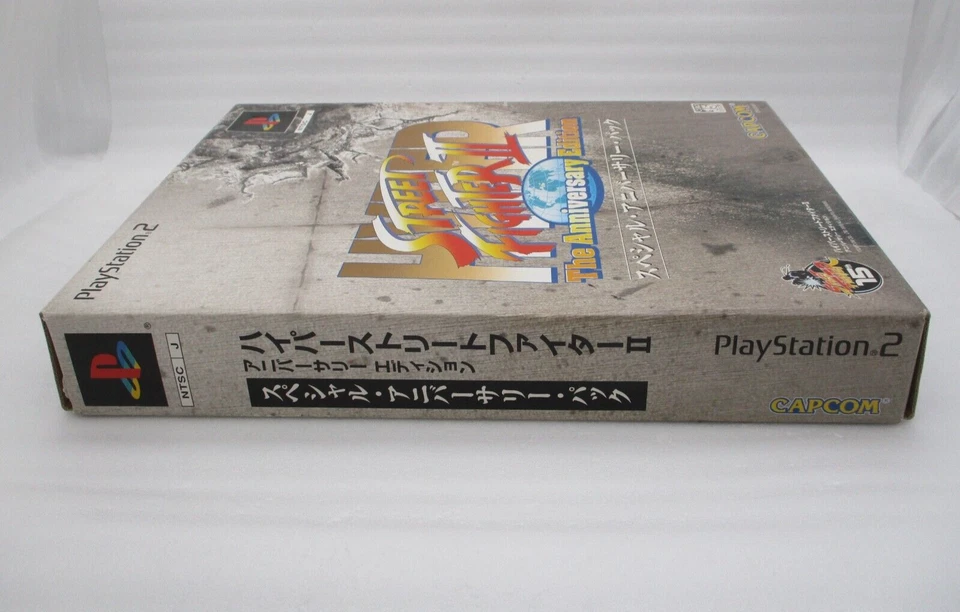 PlayStation®2
HYPER
STREET
FIGHTER II
The Anniversary Edition
スペシャル・アニバーサリー・パック
CAPCOM
15
NTSC J
ハイパーストリートファイターII
アニバーサリー エディション
スペシャル・アニバーサリー・パック
PlayStation®2
CAPCOM®